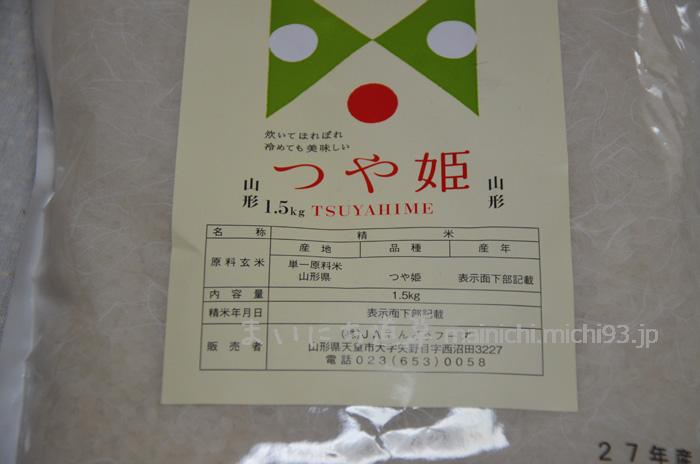 炊いてほればれ
冷めても美味しい
つや姫
山形
山形
1.5kg TSUYAHIME
名称 精米
産地 品種 産年
原料玄米 単一原料米
山形県 つや姫 表示面下部記載
内容量 1.5kg
精米年月日 表示面下部記載
販売者
山形県天童市大字矢野目字西沼田3227
電話 023(653)0058
mainichi.michi93.jp
27年産